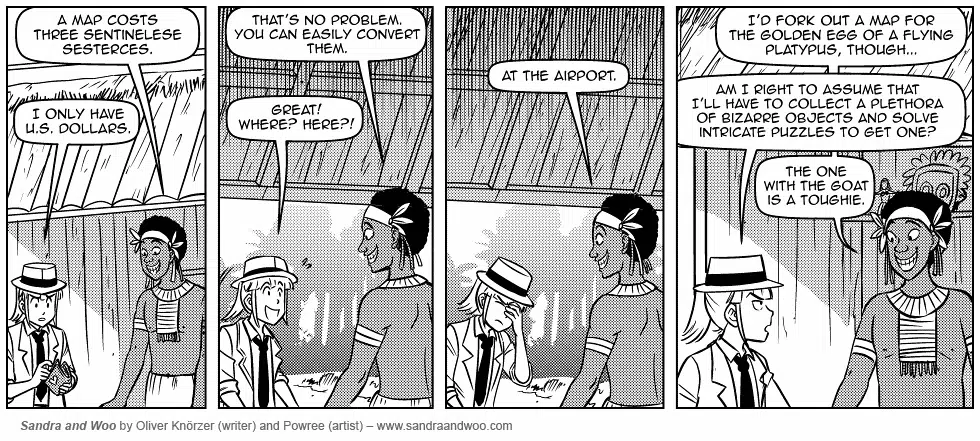 A MAP COSTS
THREE SENTINELESE
SESTERCES.
I ONLY HAVE
U.S. DOLLARS.
THAT'S NO PROBLEM.
YOU CAN EASILY CONVERT
THEM.
GREAT!
WHERE? HERE?!
AT THE AIRPORT.
I'D FORK OUT A MAP FOR
THE GOLDEN EGG OF A FLYING
PLATYPUS, THOUGH...
AM I RIGHT TO ASSUME THAT
I'LL HAVE TO COLLECT A PLETHORA
OF BIZARRE OBJECTS AND SOLVE
INTRICATE PUZZLES TO GET ONE?
THE ONE
WITH THE GOAT
IS A TOUGHIE.
Sandra and Woo by Oliver Knörzer (writer) and Powree (artist) – www.sandraandwoo.com